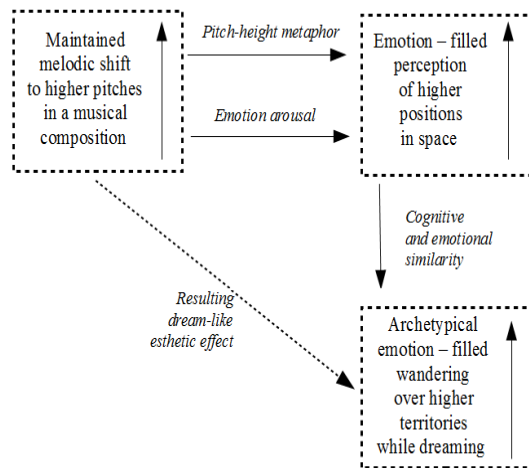 Maintained
melodic shift
to higher pitches
in a musical
composition
Pitch-height metaphor
Emotion arousal
Emotion – filled
perception
of higher
positions
in space
Cognitive
and emotional
similarity
Resulting
dream-like
esthetic effect
Archetypical
emotion – filled
wandering
over higher
territories
while dreaming